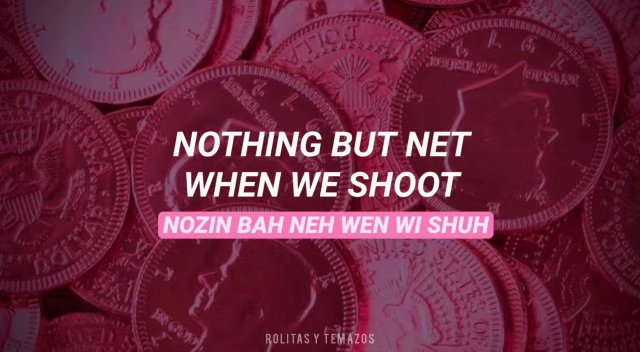 NOTHING BUT NET
WHEN WE SHOOT
NOZIN BAH NEH WEN WI SHUH
ROLITAS Y TEMAZOS